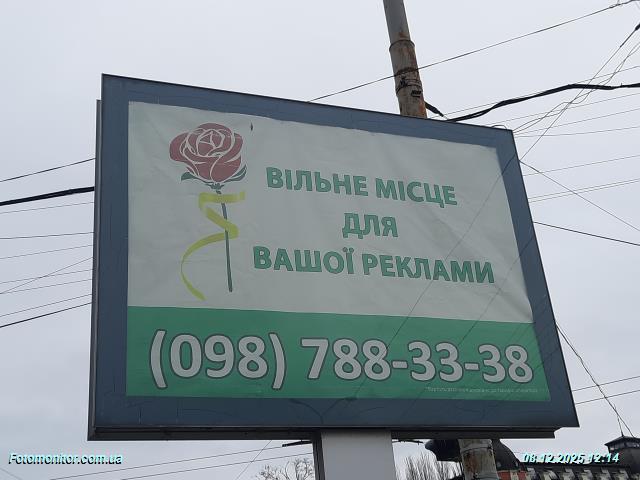 ВІЛЬНЕ МІСЦЕ
ДЛЯ
ВАШОЇ РЕКЛАМИ
(098) 788-33-38
Fotomonitor.com.ua
08.12.2025 12:14